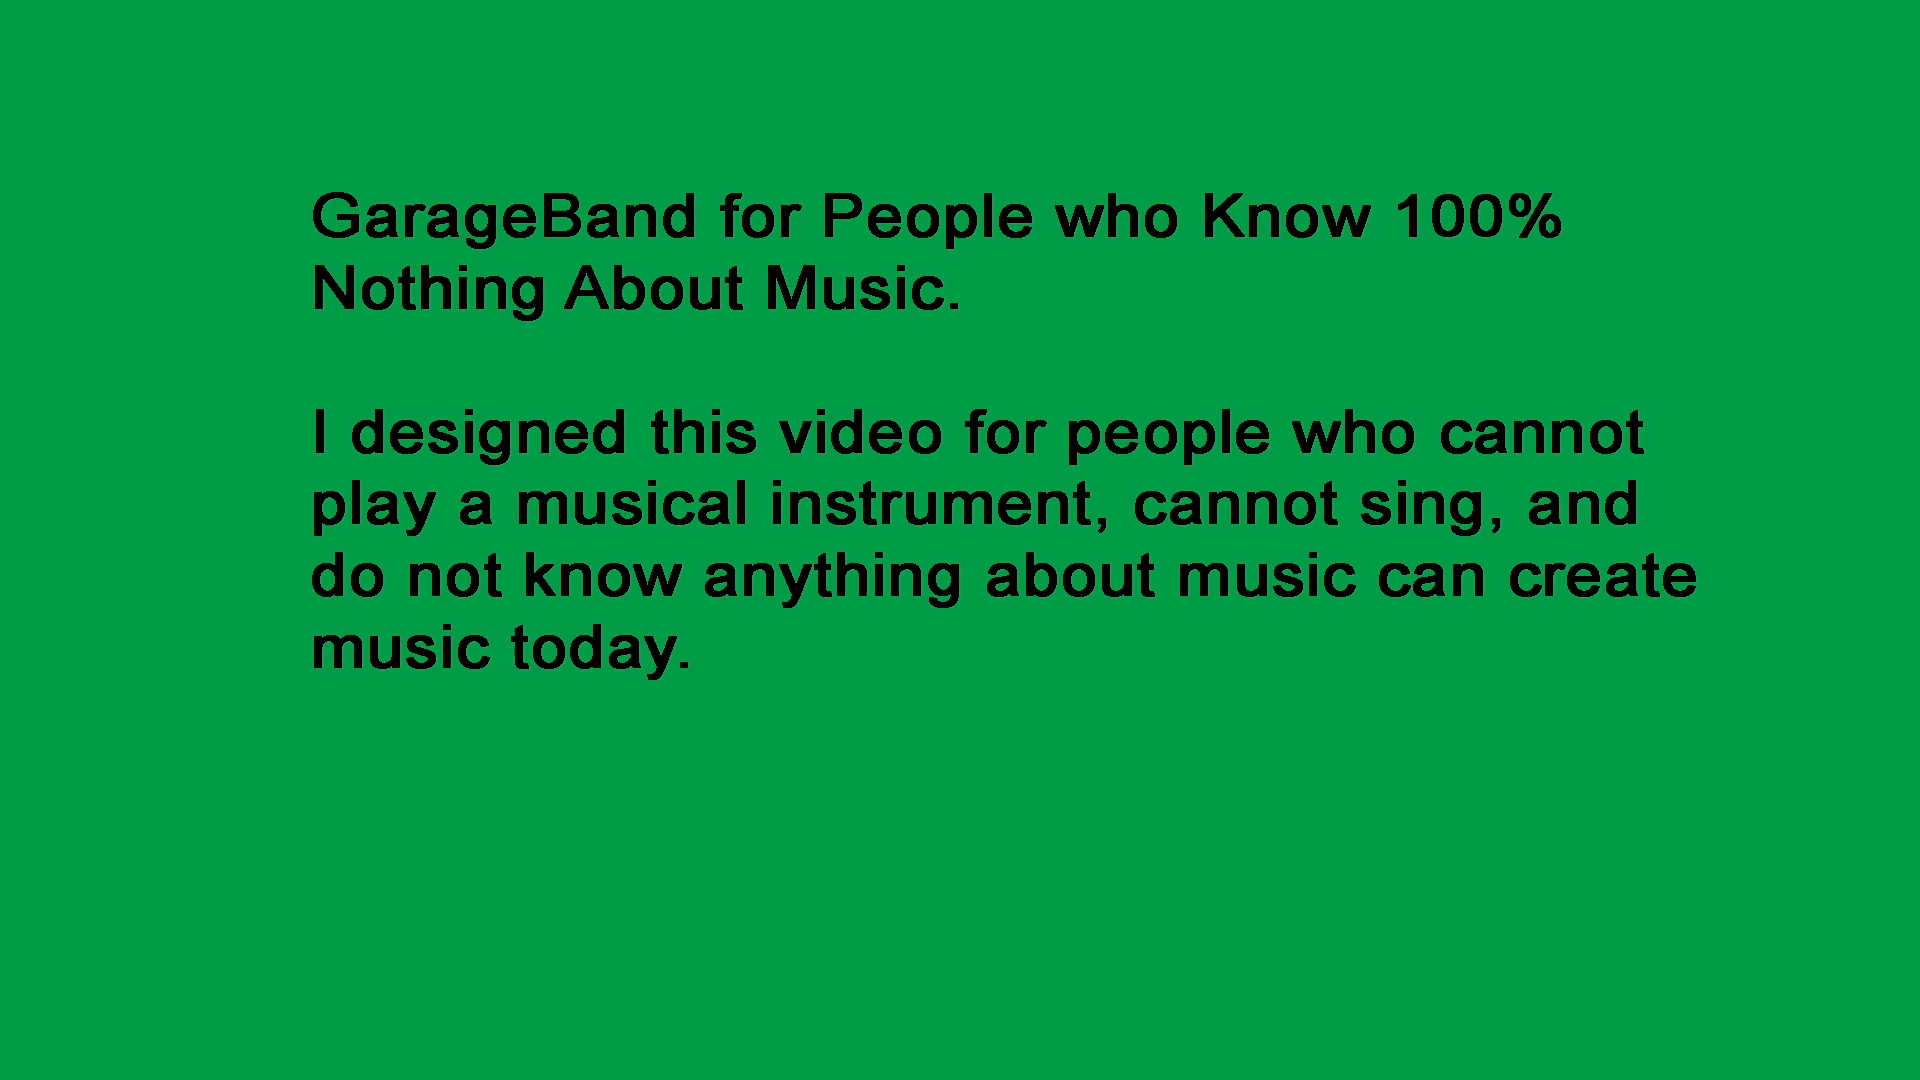 GarageBand for People who Know 100%
Nothing About Music.
I designed this video for people who cannot
play a musical instrument, cannot sing, and
do not know anything about music can create
music today.